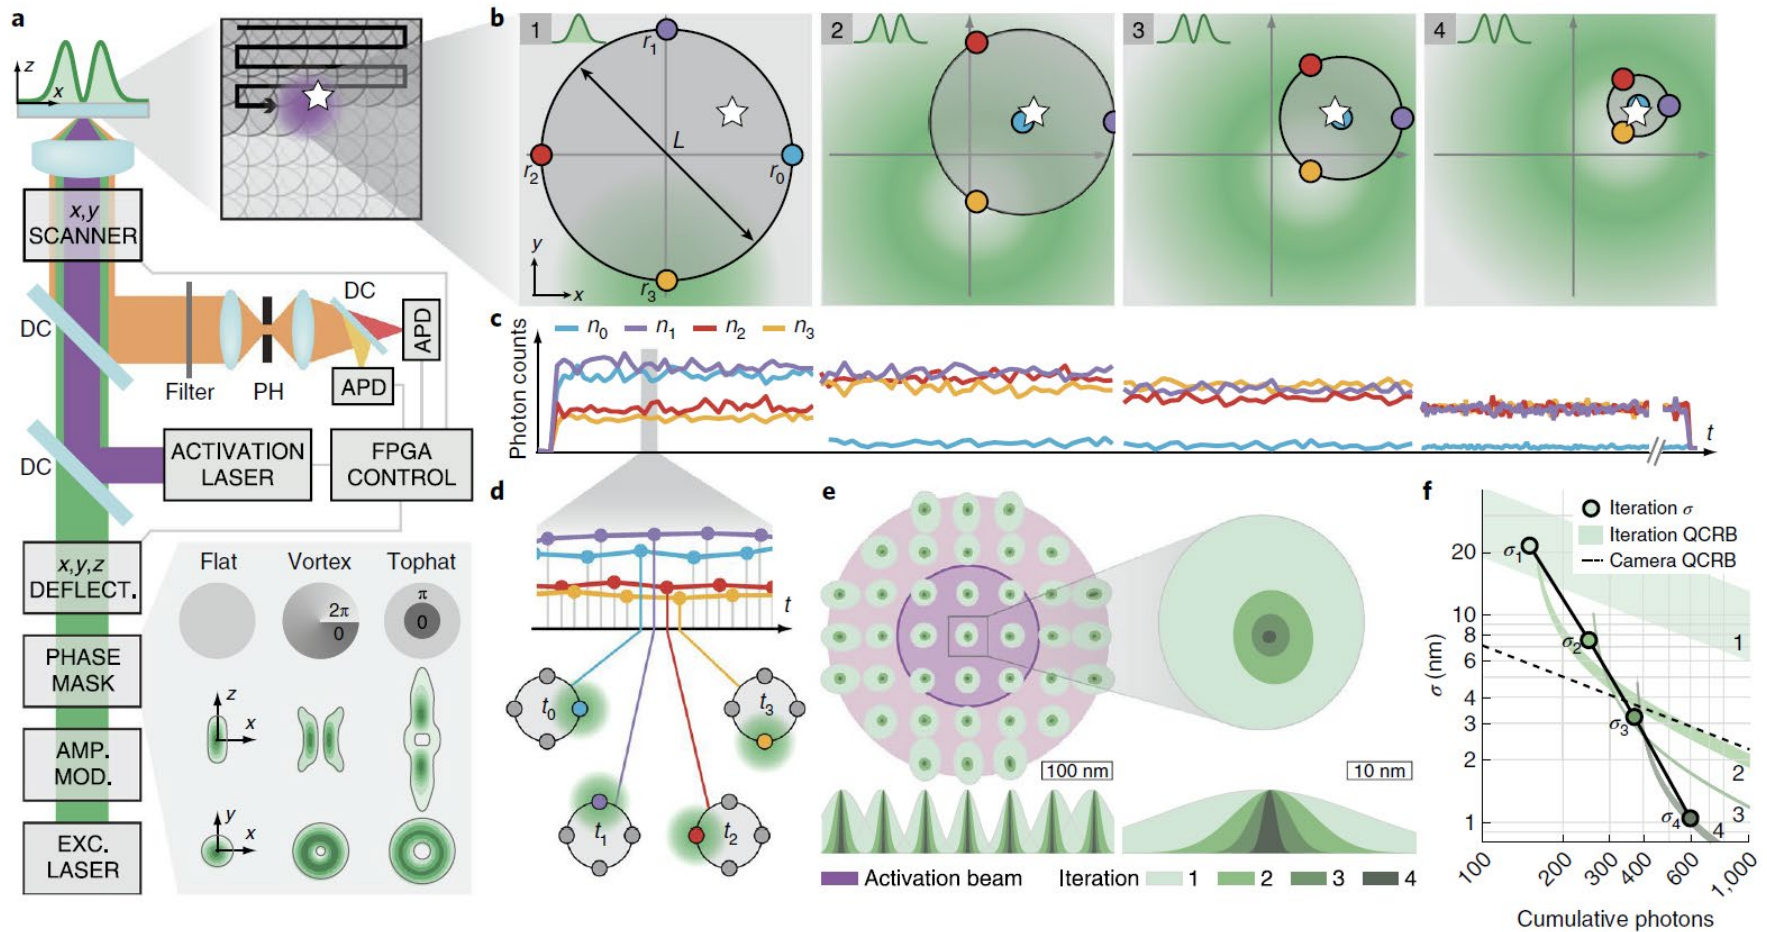 a
z
x
x,y
SCANNER
DC
DC
Filter
PH
APD
APD
DC
ACTIVATION
LASER
FPGA
CONTROL
x,y,z
DEFLECT.
PHASE
MASK
AMP.
MOD.
EXC.
LASER
Flat
Vortex
Tophat
2π
0
π
0
z
x
y
x
b
1
r1
r2
r0
r3
L
y
x
2
3
4
c
Photon counts
n0
n1
n2
n3
t
d
t
t0
t3
t1
t2
e
100 nm
10 nm
Activation beam
Iteration
1
2
3
4
f
Iteration σ
Iteration QCRB
Camera QCRB
σ1
σ2
σ3
σ4
1
2
3
4
σ (nm)
20
10
8
6
4
3
2
1
100
200
300
400
600
1,000
Cumulative photons